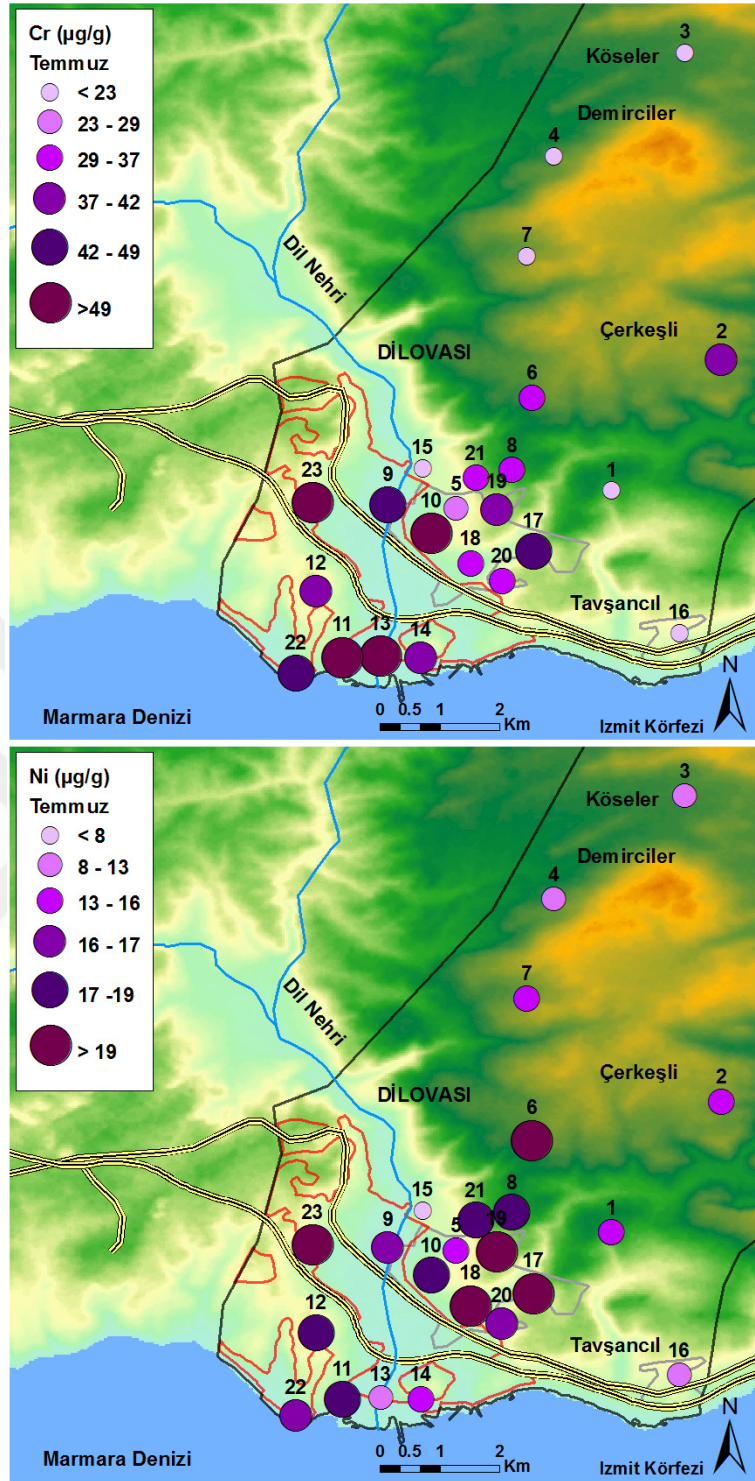 Cr (µg/g)
Temmuz
< 23
23 - 29
29 - 37
37 - 42
42 - 49
>49
3
Köseler
Demirciler
4
7
Dil Nehri
Çerkeşli
2
DİLOVASI
6
15
21
8
1
23
9
10
5
19
17
18
20
12
Tavşancıl
16
11
13
14
22
N
Marmara Denizi
0 0.5 1 2
Km
Izmit Körfezi
Ni (µg/g)
Temmuz
< 8
8 - 13
13 - 16
16 - 17
17 -19
> 19
3
Köseler
Demirciler
4
7
Dil Nehri
Çerkeşli
2
DİLOVASI
6
15
21
8
1
23
9
10
5
19
17
18
20
12
Tavşancıl
16
11
13
14
22
N
Marmara Denizi
0 0.5 1 2
Km
Izmit Körfezi